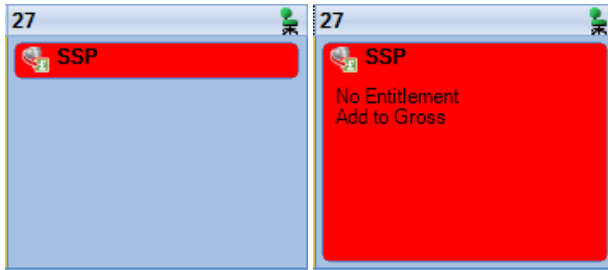 27
SSP
27
SSP
No Entitlement
Add to Gross